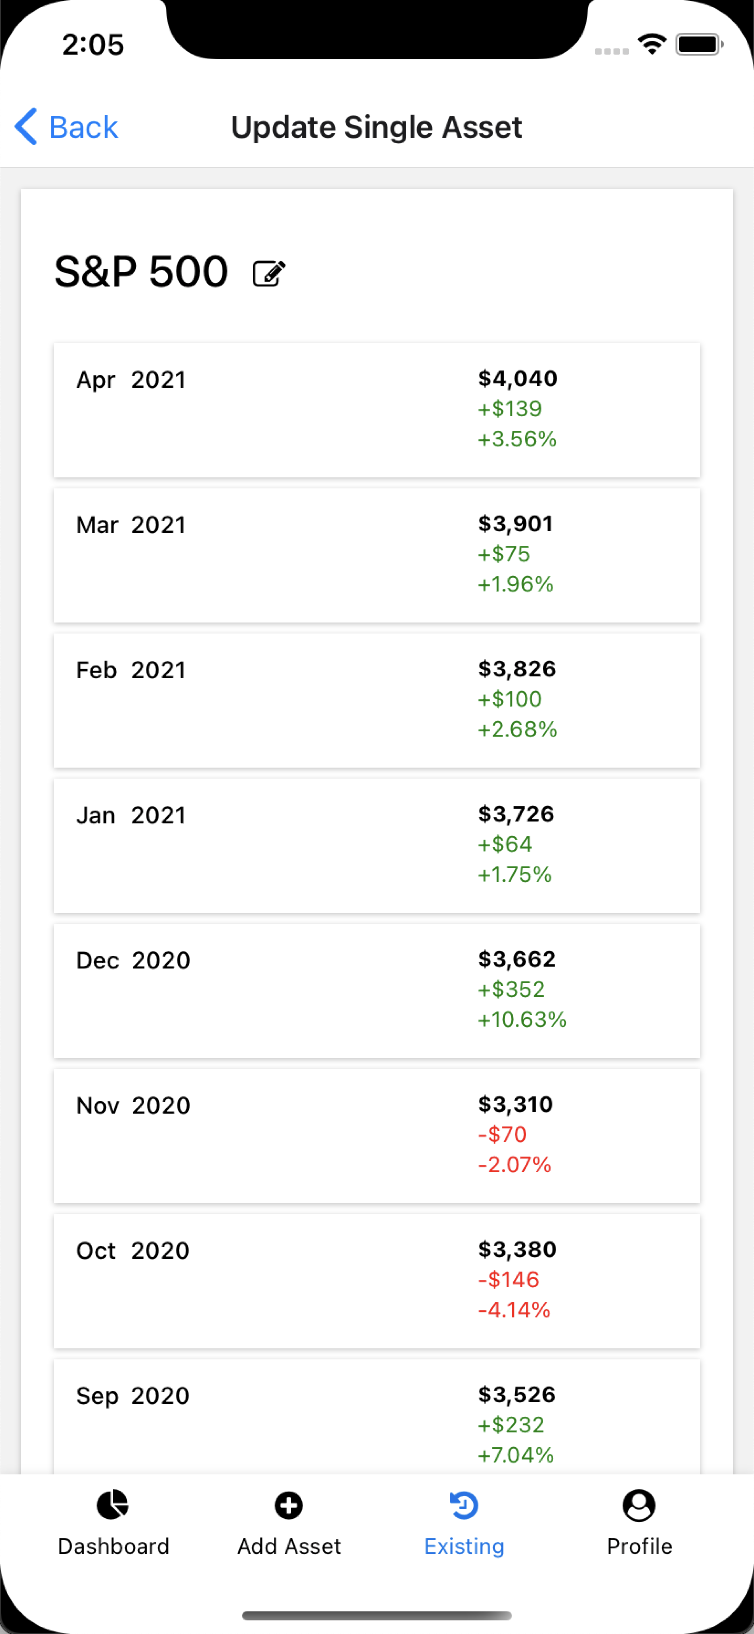 2:05
Back Update Single Asset
S&P 500
Apr 2021 $4,040
+$139
+3.56%
Mar 2021 $3,901
+$75
+1.96%
Feb 2021 $3,826
+$100
+2.68%
Jan 2021 $3,726
+$64
+1.75%
Dec 2020 $3,662
+$352
+10.63%
Nov 2020 $3,310
-$70
-2.07%
Oct 2020 $3,380
-$146
-4.14%
Sep 2020 $3,526
+$232
+7.04%
Dashboard Add Asset Existing Profile